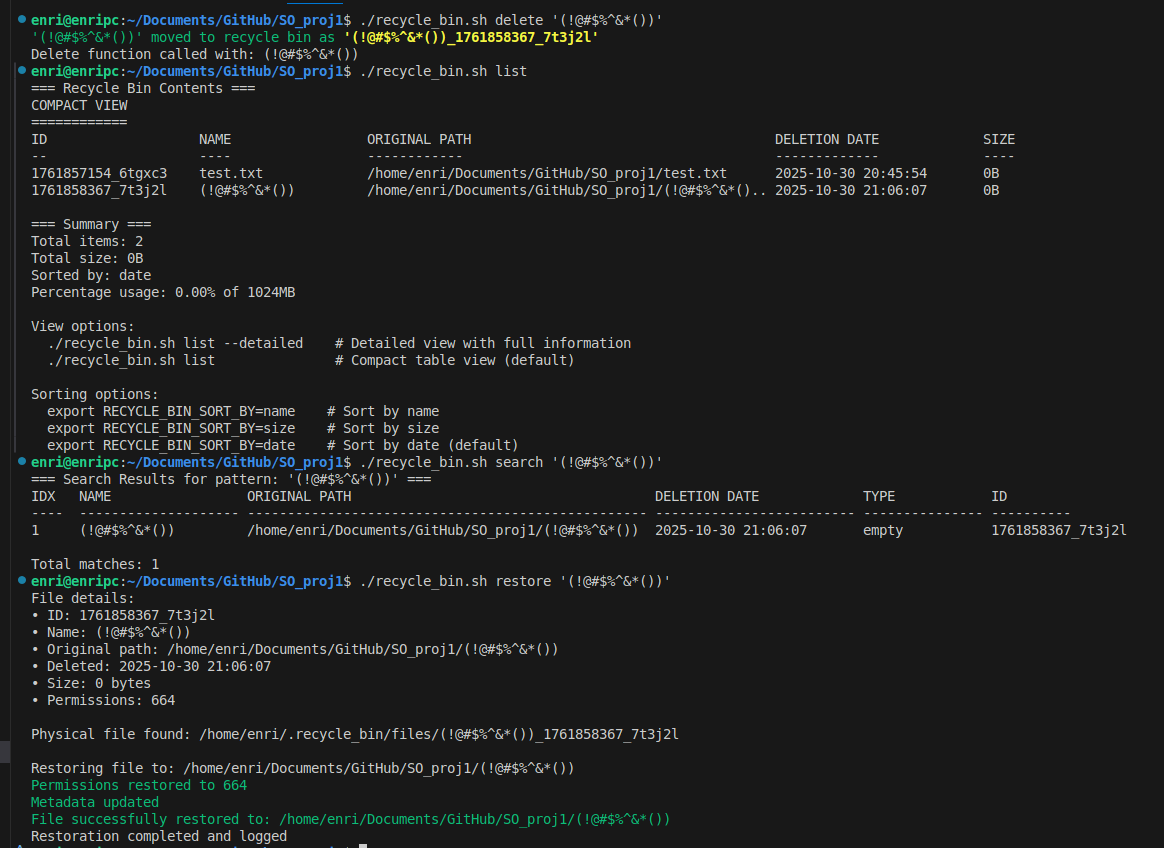 enri@enripc:~/Documents/GitHub/SO_proj1$ ./recycle_bin.sh delete '(!@#$%^&*())'
'(!@#$%^&*())' moved to recycle bin as '(!@#$%^&*())_1761858367_7t3j2l'
Delete function called with: (!@#$%^&*())
enri@enripc:~/Documents/GitHub/SO_proj1$ ./recycle_bin.sh list
=== Recycle Bin Contents ===
COMPACT VIEW
============
ID                   NAME                 ORIGINAL PATH                                      DELETION DATE             SIZE
--                   ----                 ------------                                       -------------             ----
1761857154_6tgxc3    test.txt             /home/enri/Documents/GitHub/SO_proj1/test.txt      2025-10-30 20:45:54       0B
1761858367_7t3j2l    (!@#$%^&*())         /home/enri/Documents/GitHub/SO_proj1/(!@#$%^&*().. 2025-10-30 21:06:07       0B
=== Summary ===
Total items: 2
Total size: 0B
Sorted by: date
Percentage usage: 0.00% of 1024MB
View options:
  ./recycle_bin.sh list --detailed    # Detailed view with full information
  ./recycle_bin.sh list               # Compact table view (default)
Sorting options:
  export RECYCLE_BIN_SORT_BY=name    # Sort by name
  export RECYCLE_BIN_SORT_BY=size    # Sort by size
  export RECYCLE_BIN_SORT_BY=date    # Sort by date (default)
enri@enripc:~/Documents/GitHub/SO_proj1$ ./recycle_bin.sh search '(!@#$%^&*())'
=== Search Results for pattern: '(!@#$%^&*())' ===
IDX   NAME                 ORIGINAL PATH                                      DELETION DATE             TYPE            ID
----  -------------------- -------------------------------------------------- ------------------------- --------------- ----------
1     (!@#$%^&*())         /home/enri/Documents/GitHub/SO_proj1/(!@#$%^&*())  2025-10-30 21:06:07       empty           1761858367_7t3j2l
Total matches: 1
enri@enripc:~/Documents/GitHub/SO_proj1$ ./recycle_bin.sh restore '(!@#$%^&*())'
File details:
• ID: 1761858367_7t3j2l
• Name: (!@#$%^&*())
• Original path: /home/enri/Documents/GitHub/SO_proj1/(!@#$%^&*())
• Deleted: 2025-10-30 21:06:07
• Size: 0 bytes
• Permissions: 664
Physical file found: /home/enri/.recycle_bin/files/(!@#$%^&*())_1761858367_7t3j2l
Restoring file to: /home/enri/Documents/GitHub/SO_proj1/(!@#$%^&*())
Permissions restored to 664
Metadata updated
File successfully restored to: /home/enri/Documents/GitHub/SO_proj1/(!@#$%^&*())
Restoration completed and logged